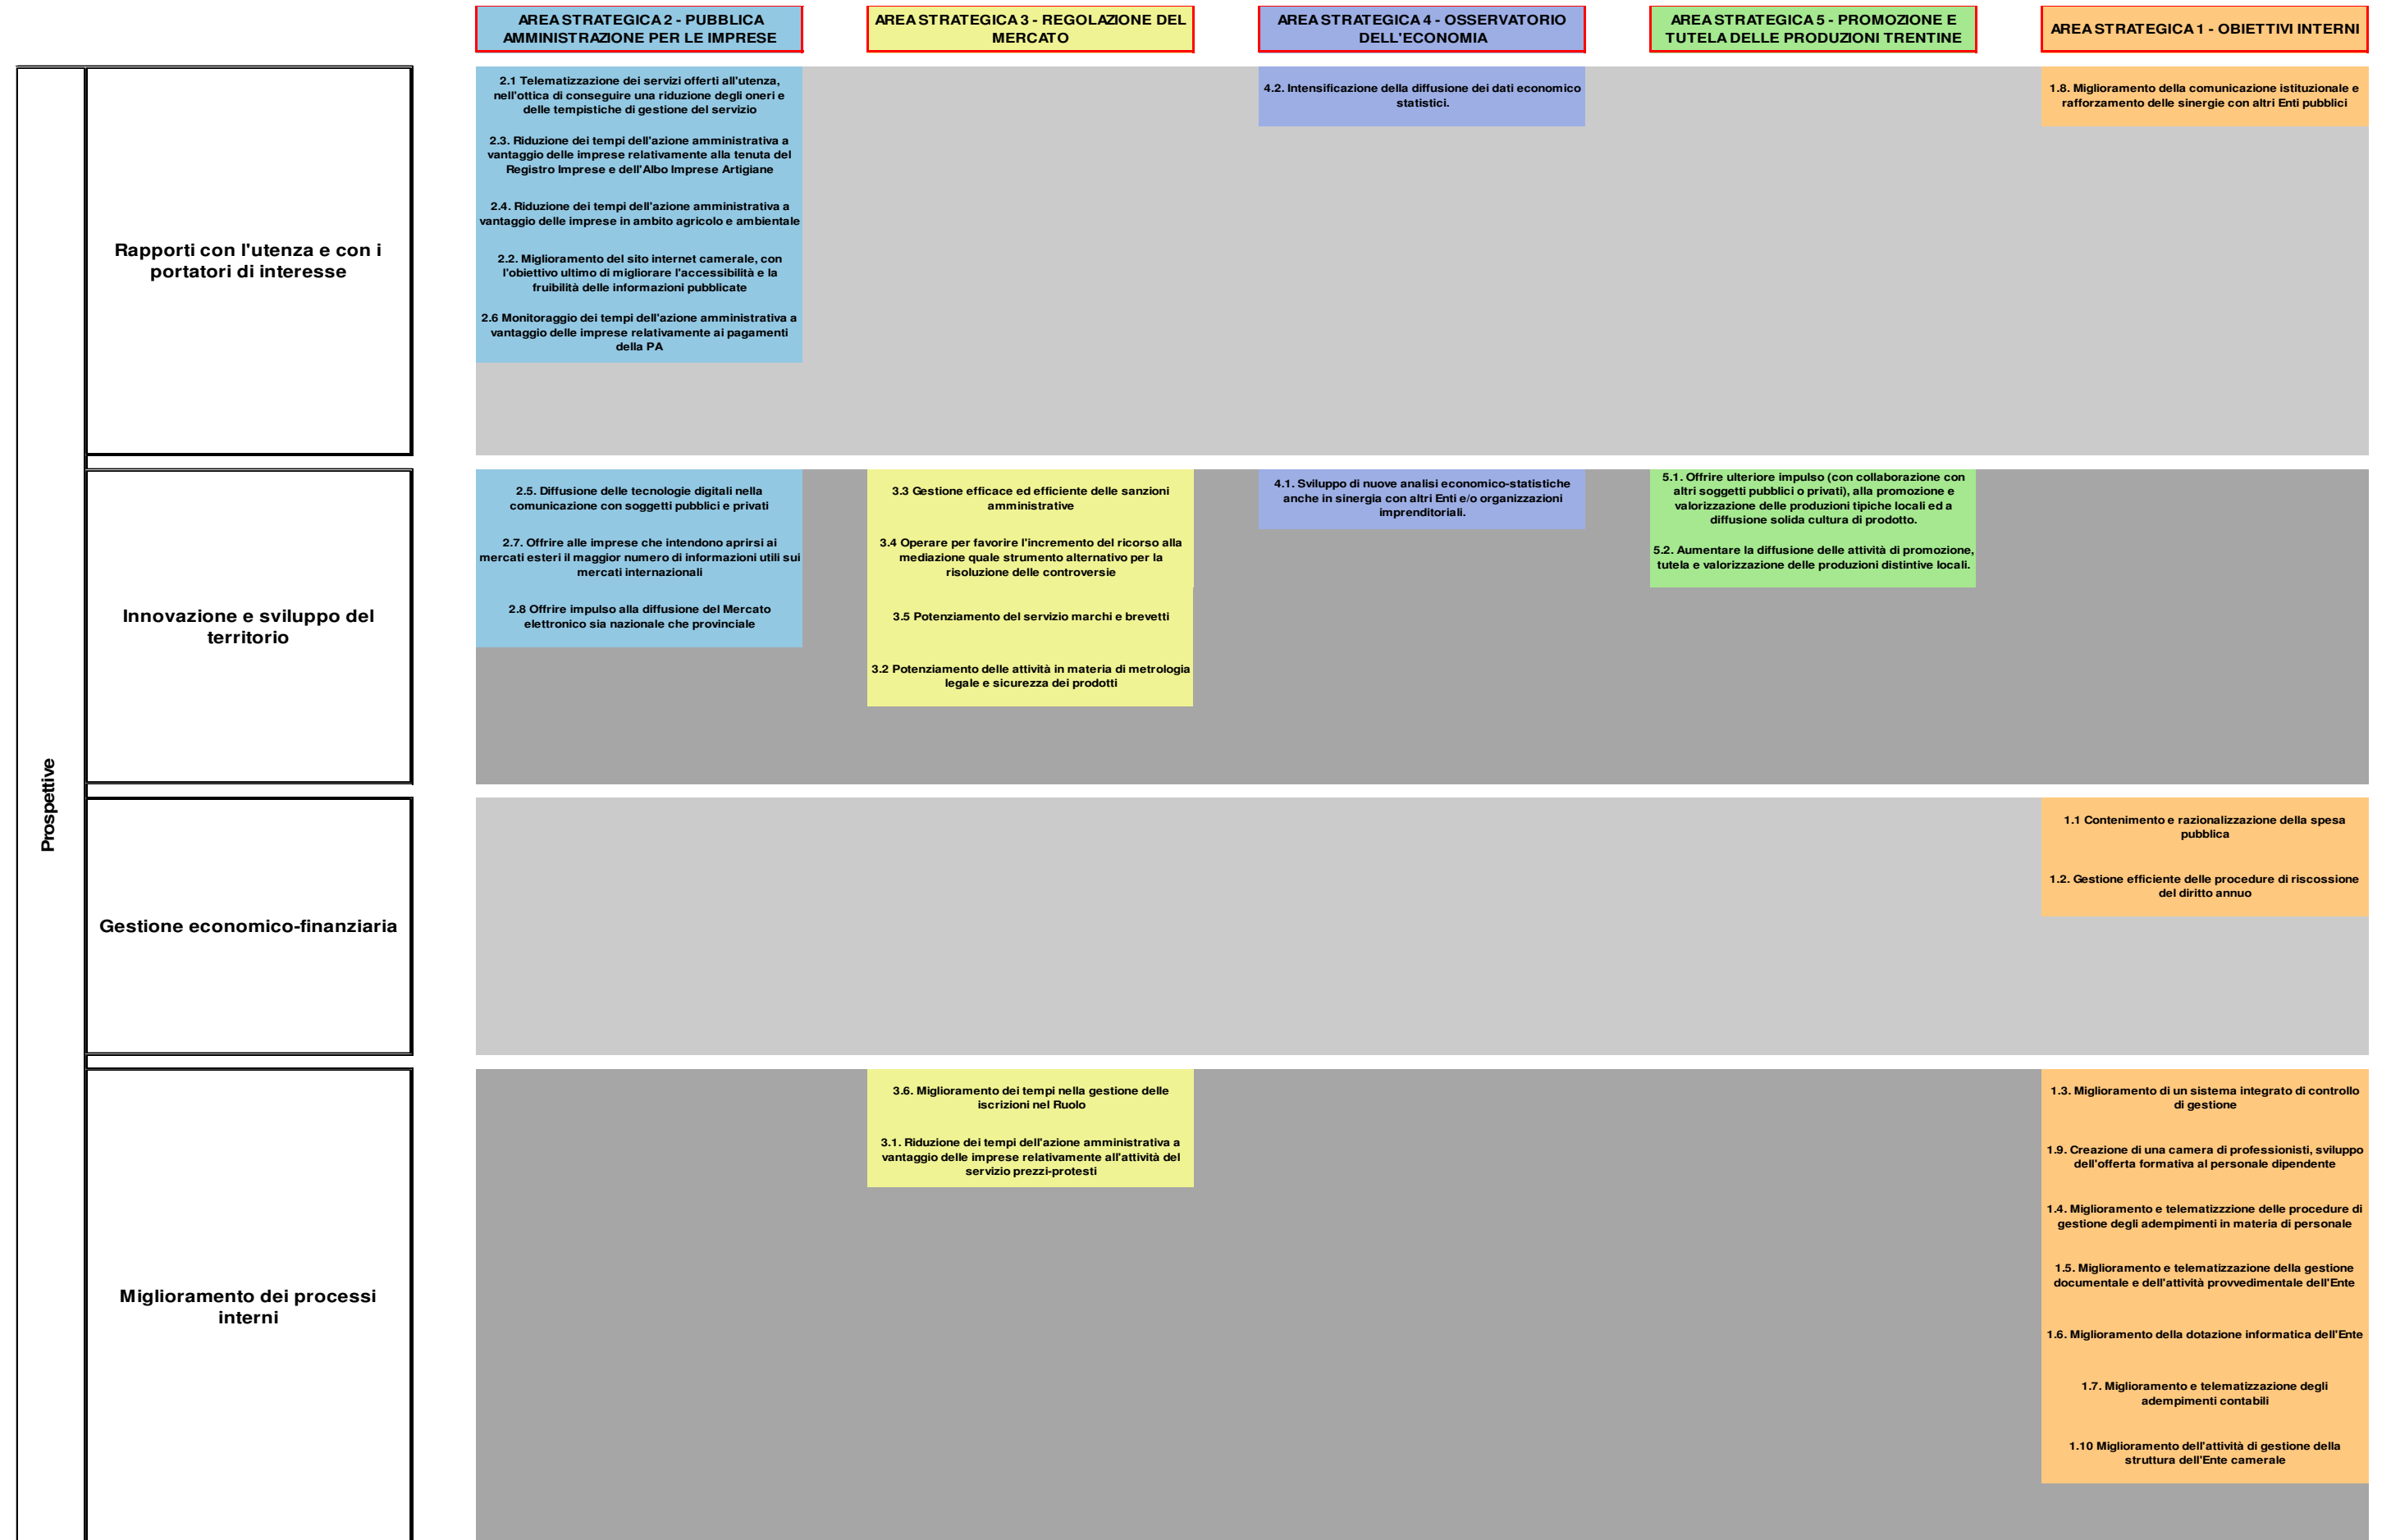 AREA STRATEGICA 2 - PUBBLICA
AMMINISTRAZIONE PER LE IMPRESE
AREA STRATEGICA 3 - REGOLAZIONE DEL
MERCATO
AREA STRATEGICA 4 - OSSERVATORIO
DELL'ECONOMIA
AREA STRATEGICA 5 - PROMOZIONE E
TUTELA DELLE PRODUZIONI TRENTINE
AREA STRATEGICA 1 - OBIETTIVI INTERNI
Prospettive
Rapporti con l'utenza e con i
portatori di interesse
2.1 Telematizzazione dei servizi offerti all'utenza,
nell'ottica di conseguire una riduzione degli oneri e
delle tempistiche di gestione del servizio
2.3. Riduzione dei tempi dell'azione amministrativa a
vantaggio delle imprese relativamente alla tenuta del
Registro Imprese e dell'Albo Imprese Artigiane
2.4. Riduzione dei tempi dell'azione amministrativa a
vantaggio delle imprese in ambito agricolo e ambientale
2.2. Miglioramento del sito internet camerale, con
l'obiettivo ultimo di migliorare l'accessibilità e la
fruibilità delle informazioni pubblicate
2.6 Monitoraggio dei tempi dell'azione amministrativa a
vantaggio delle imprese relativamente ai pagamenti
della PA
4.2. Intensificazione della diffusione dei dati economico
statistici.
1.8. Miglioramento della comunicazione istituzionale e
rafforzamento delle sinergie con altri Enti pubblici
Innovazione e sviluppo del
territorio
2.5. Diffusione delle tecnologie digitali nella
comunicazione con soggetti pubblici e privati
2.7. Offrire alle imprese che intendono aprirsi ai
mercati esteri il maggior numero di informazioni utili sui
mercati internazionali
2.8 Offrire impulso alla diffusione del Mercato
elettronico sia nazionale che provinciale
3.3 Gestione efficace ed efficiente delle sanzioni
amministrative
3.4 Operare per favorire l'incremento del ricorso alla
mediazione quale strumento alternativo per la
risoluzione delle controversie
3.5 Potenziamento del servizio marchi e brevetti
3.2 Potenziamento delle attività in materia di metrologia
legale e sicurezza dei prodotti
4.1. Sviluppo di nuove analisi economico-statistiche
anche in sinergia con altri Enti e/o organizzazioni
imprenditoriali.
5.1. Offrire ulteriore impulso (con collaborazione con
altri soggetti pubblici o privati), alla promozione e
valorizzazione delle produzioni tipiche locali ed a
diffusione solida cultura di prodotto.
5.2. Aumentare la diffusione delle attività di promozione,
tutela e valorizzazione delle produzioni distintive locali.
Gestione economico-finanziaria
1.1 Contenimento e razionalizzazione della spesa
pubblica
1.2. Gestione efficiente delle procedure di riscossione
del diritto annuo
Miglioramento dei processi
interni
3.6. Miglioramento dei tempi nella gestione delle
iscrizioni nel Ruolo
3.1. Riduzione dei tempi dell'azione amministrativa a
vantaggio delle imprese relativamente all'attività del
servizio prezzi-protesti
1.3. Miglioramento di un sistema integrato di controllo
di gestione
1.9. Creazione di una camera di professionisti, sviluppo
dell'offerta formativa al personale dipendente
1.4. Miglioramento e telematizzzione delle procedure di
gestione degli adempimenti in materia di personale
1.5. Miglioramento e telematizzazione della gestione
documentale e dell'attività provvedimentale dell'Ente
1.6. Miglioramento della dotazione informatica dell'Ente
1.7. Miglioramento e telematizzazione degli
adempimenti contabili
1.10 Miglioramento dell'attività di gestione della
struttura dell'Ente camerale